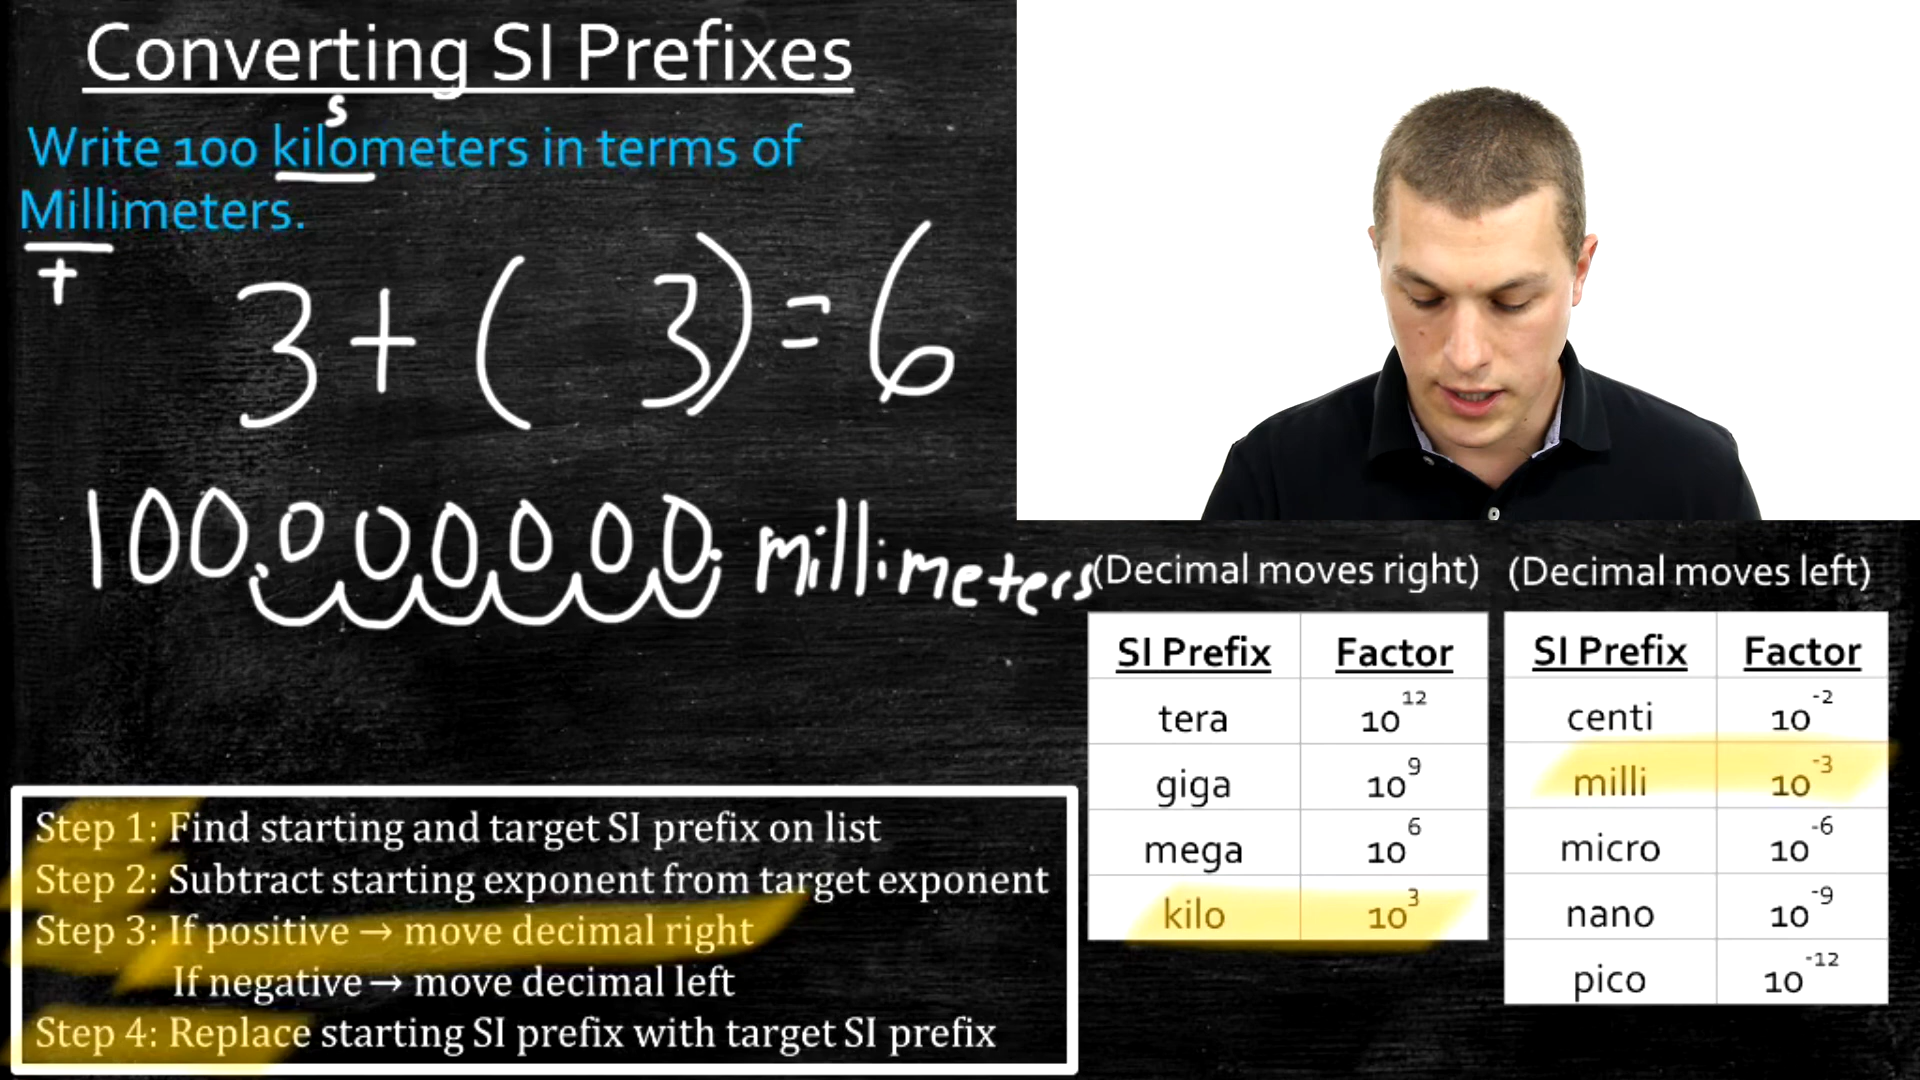 Converting SI Prefixes
s
Write 100 kilometers in terms of
Millimeters.
t
3 + ( 3) = 6
100.000000. millimeters
(Decimal moves right)
SI Prefix Factor
tera 10^12
giga 10^9
mega 10^6
kilo 10^3
(Decimal moves left)
SI Prefix Factor
centi 10^-2
milli 10^-3
micro 10^-6
nano 10^-9
pico 10^-12
Step 1: Find starting and target SI prefix on list
Step 2: Subtract starting exponent from target exponent
Step 3: If positive → move decimal right
If negative → move decimal left
Step 4: Replace starting SI prefix with target SI prefix